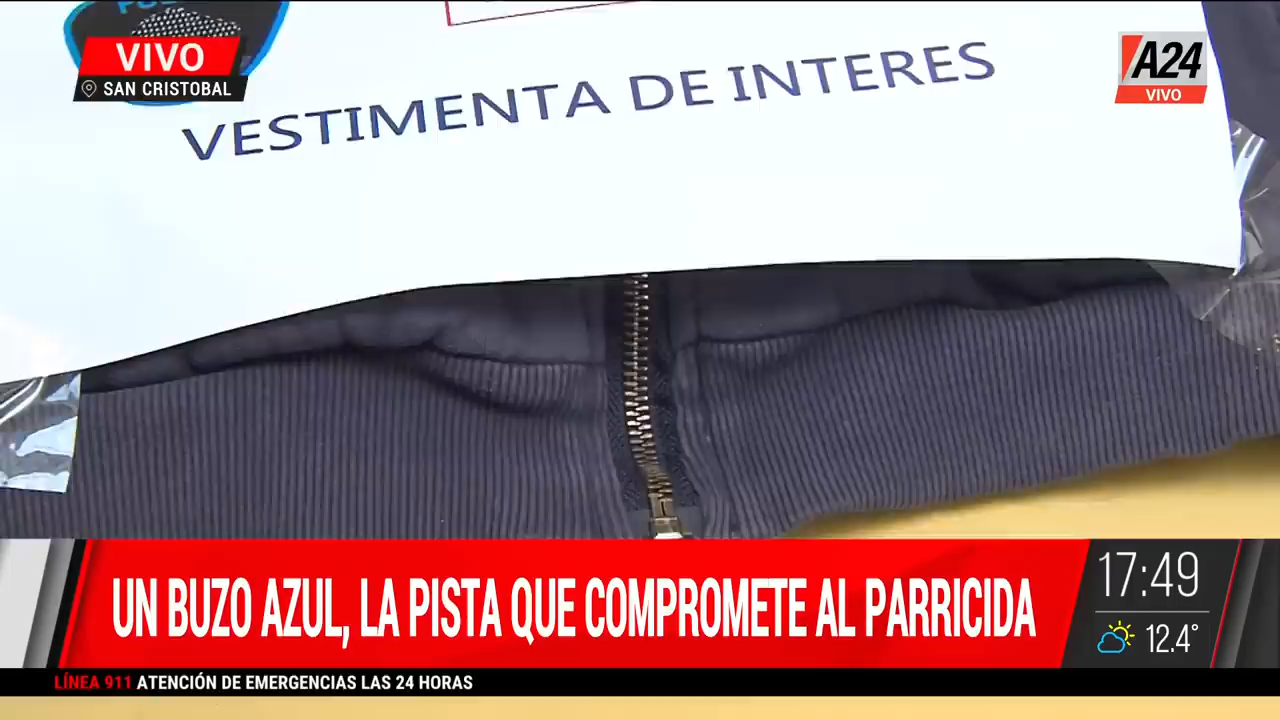 VIVO
SAN CRISTOBAL
A24
VIVO
VESTIMENTA DE INTERES
UN BUZO AZUL, LA PISTA QUE COMPROMETE AL PARRICIDA
17:49
12.4°
LÍNEA 911 ATENCIÓN DE EMERGENCIAS LAS 24 HORAS